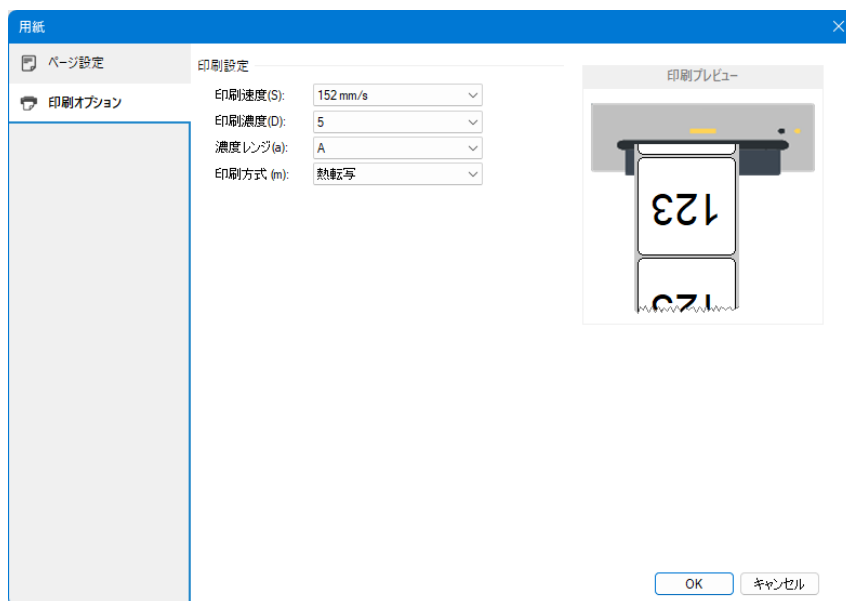 用紙
ページ設定
印刷オプション
印刷設定
印刷速度(S): 152 mm/s
印刷濃度(D): 5
濃度レンジ(a): A
印刷方式 (m): 熱転写
印刷プレビュー
123
123
OK キャンセル